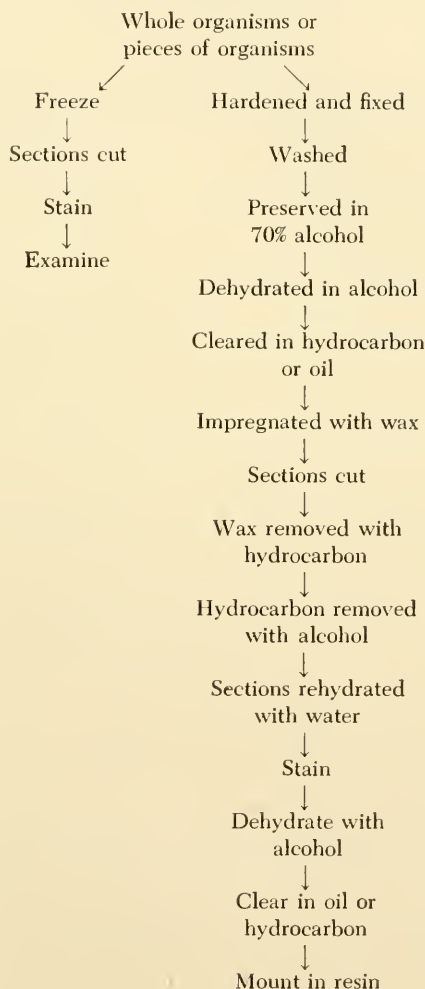 Whole organisms or
pieces of organisms
Freeze
Sections cut
Stain
Examine
Hardened and fixed
Washed
Preserved in
70% alcohol
Dehydrated in alcohol
Cleared in hydrocarbon
or oil
Impregnated with wax
Sections cut
Wax removed with
hydrocarbon
Hydrocarbon removed
with alcohol
Sections rehydrated
with water
Stain
Dehydrate with
alcohol
Clear in oil or
hydrocarbon
Mount in resin